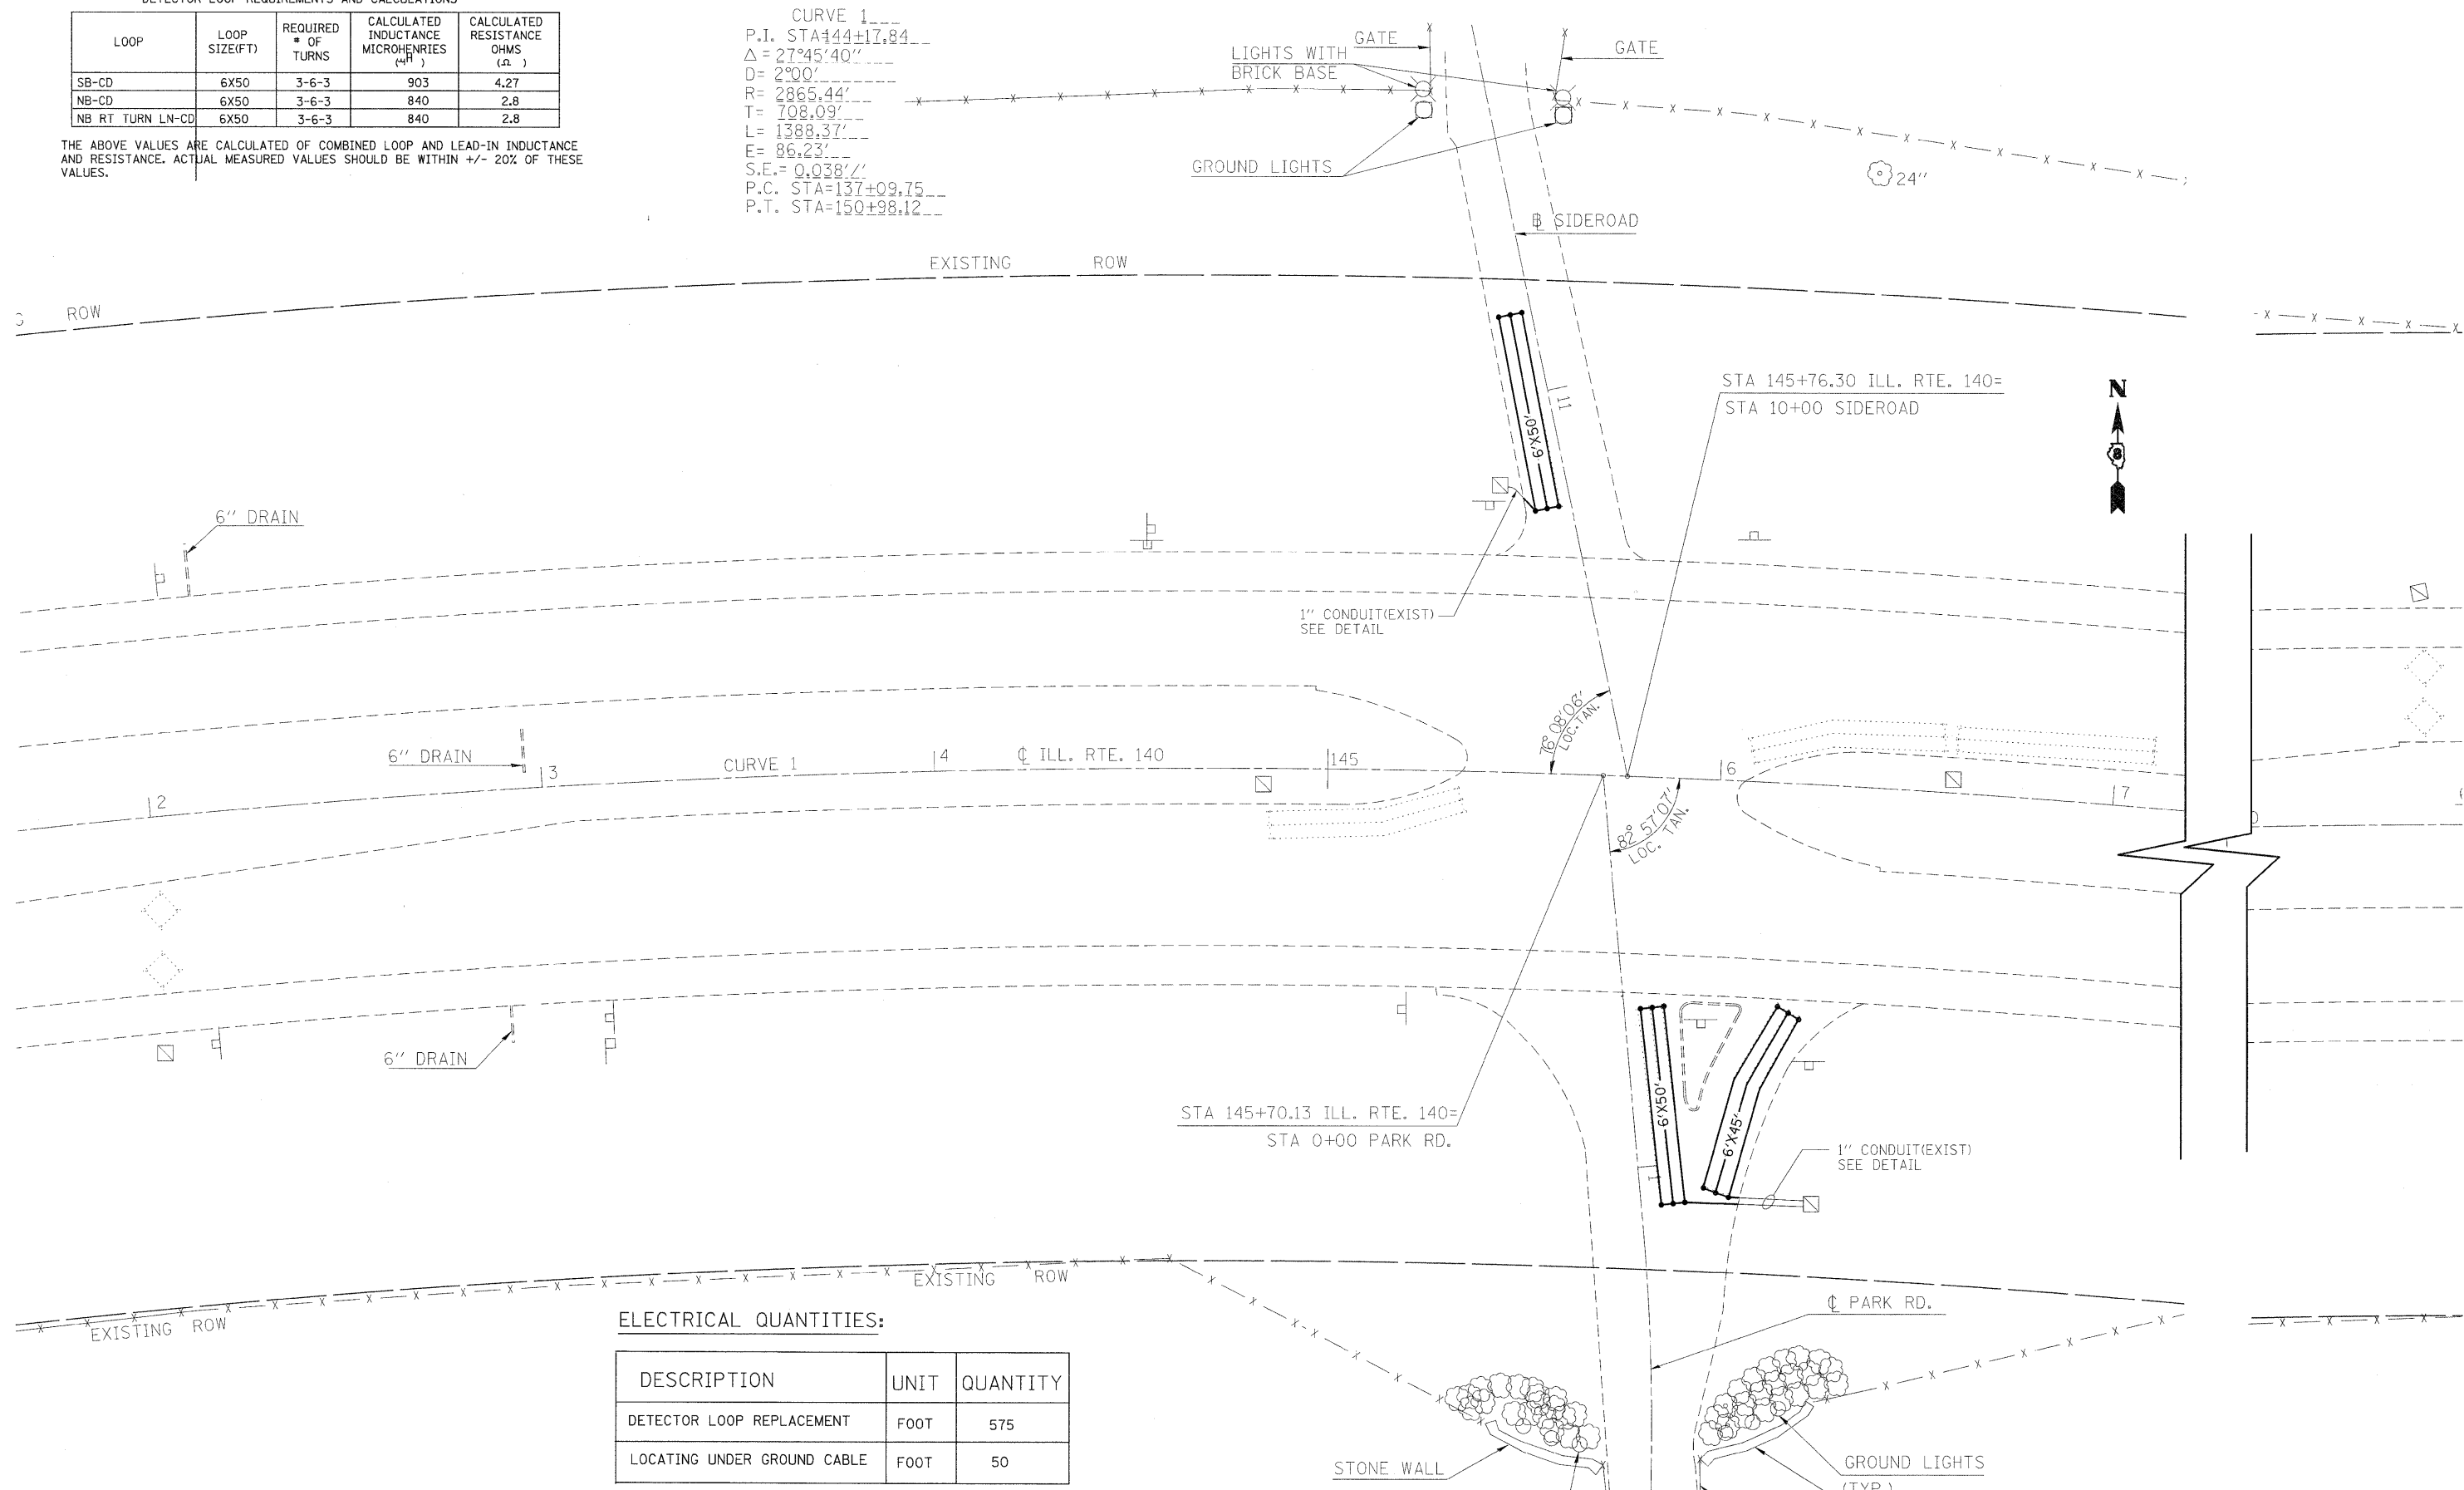 DETECTOR LOOP REQUIREMENTS AND CALCULATIONS
LOOP LOOP SIZE(FT) REQUIRED # OF TURNS CALCULATED INDUCTANCE MICROHENRIES CALCULATED RESISTANCE OHMS (Ω)
SB-CD 6X50 3-6-3 903 4.27
NB-CD 6X50 3-6-3 840 2.8
NB RT TURN LN-CD 6X50 3-6-3 840 2.8
THE ABOVE VALUES ARE CALCULATED OF COMBINED LOOP AND LEAD-IN INDUCTANCE
AND RESISTANCE. ACTUAL MEASURED VALUES SHOULD BE WITHIN +/- 20% OF THESE
VALUES.
CURVE 1
P.I. STA=144+17.84
Δ = 27°45'40"
D= 2°00'
R= 2865.44'
T= 708.09'
L= 1388.37'
E= 86.23'
S.E.= 0.038'/'
P.C. STA=137+09.75
P.T. STA=150+98.12
GATE
LIGHTS WITH
BRICK BASE
GATE
GROUND LIGHTS
24"
℄ SIDEROAD
EXISTING ROW
ROW
STA 145+76.30 ILL. RTE. 140=
STA 10+00 SIDEROAD
N
8
11
6'X50'
6" DRAIN
1" CONDUIT(EXIST)
SEE DETAIL
76°08'06"
LOC. TAN.
6" DRAIN
2
3
CURVE 1
4
℄ ILL. RTE. 140
145
6
7
82°57'07"
LOC. TAN.
6" DRAIN
STA 145+70.13 ILL. RTE. 140=
STA 0+00 PARK RD.
6'X50'
6'X45'
1
1" CONDUIT(EXIST)
SEE DETAIL
EXISTING ROW
EXISTING ROW
℄ PARK RD.
ELECTRICAL QUANTITIES:
DESCRIPTION UNIT QUANTITY
DETECTOR LOOP REPLACEMENT FOOT 575
LOCATING UNDER GROUND CABLE FOOT 50
STONE WALL
GROUND LIGHTS
(TYP.)